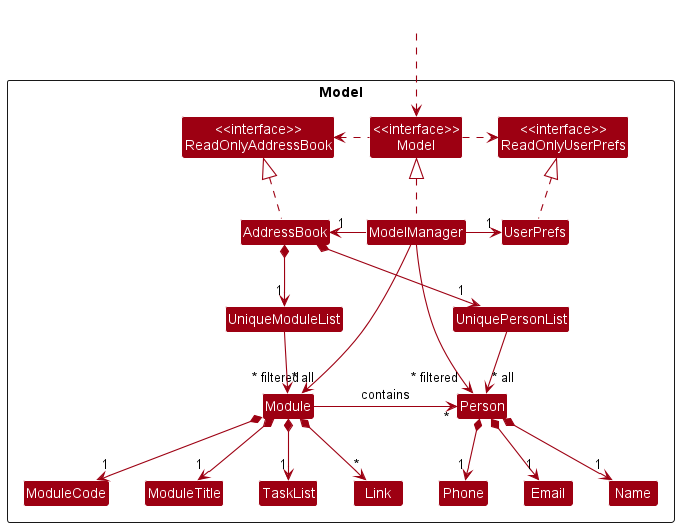 Model
<<interface>>
ReadOnlyAddressBook
<<interface>>
Model
<<interface>>
ReadOnlyUserPrefs
AddressBook
1
ModelManager
1
UserPrefs
1
1
UniqueModuleList
UniquePersonList
* filtered
* all
* filtered
* all
Module
contains
*
Person
1
1
1
*
1
1
1
ModuleCode
ModuleTitle
TaskList
Link
Phone
Email
Name